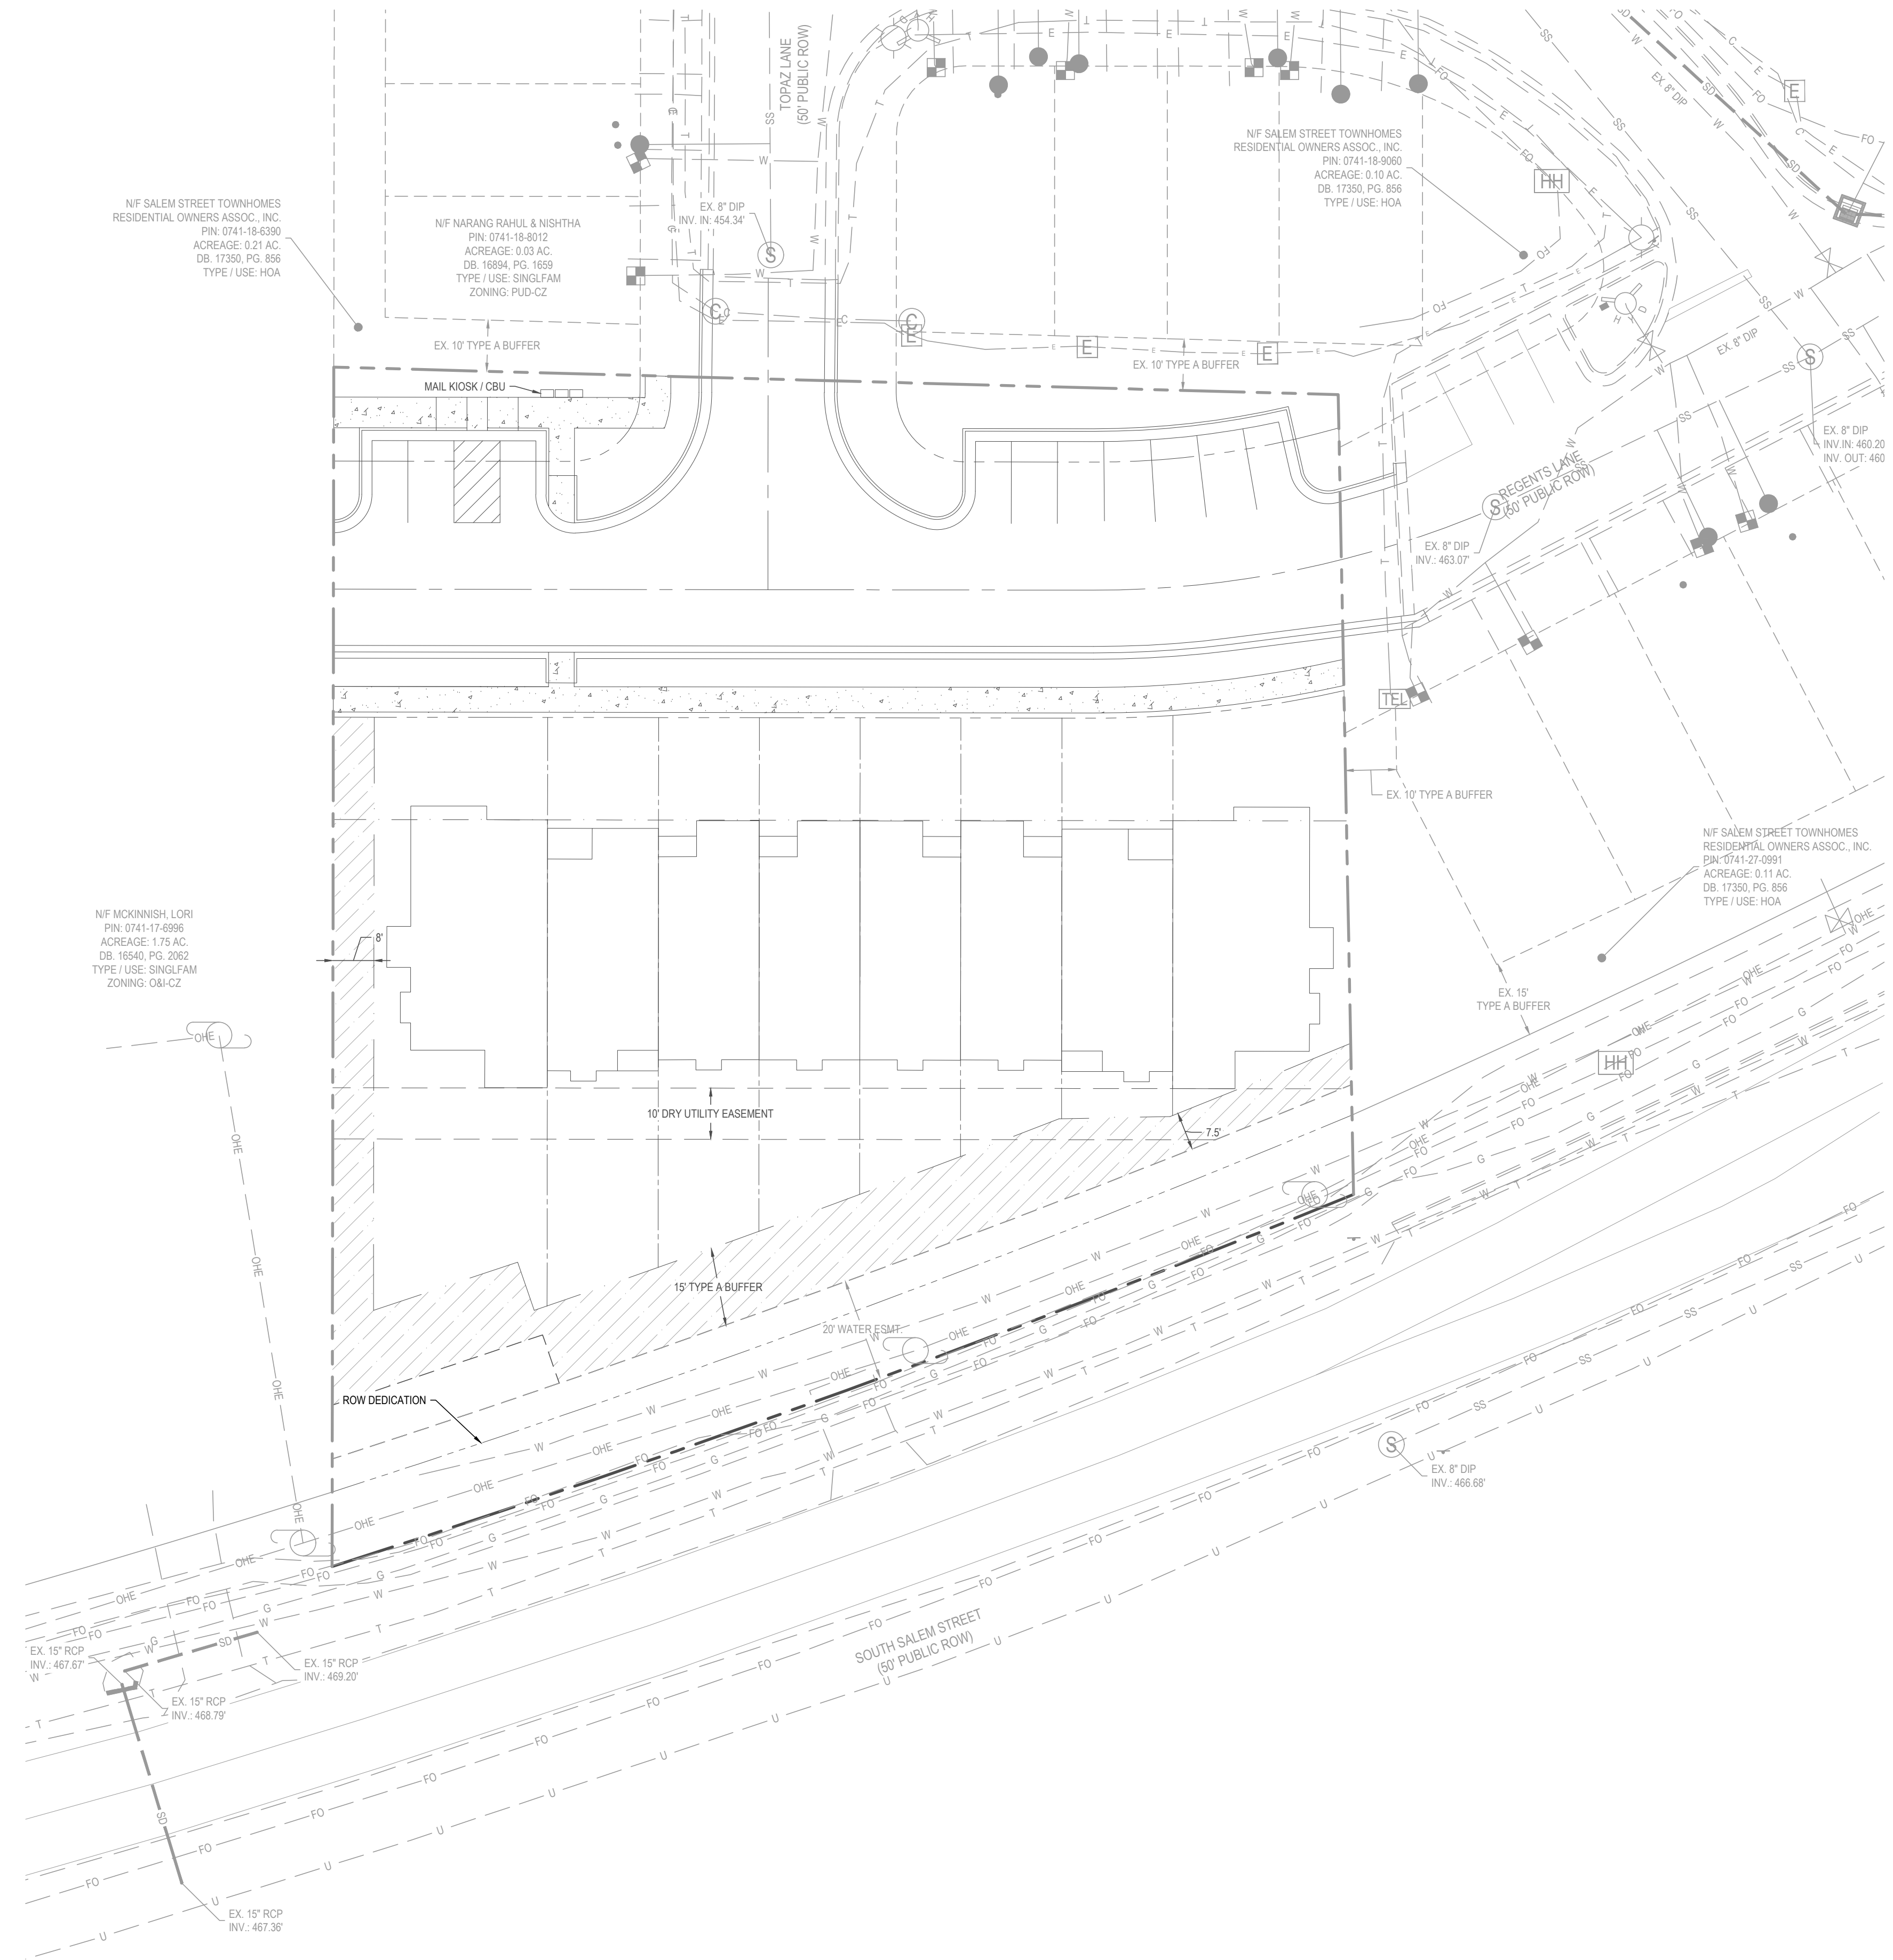 TOPAZ LANE
(50' PUBLIC ROW)
EX. 8" DIP
N/F SALEM STREET TOWNHOMES
RESIDENTIAL OWNERS ASSOC., INC.
PIN: 0741-18-9060
ACREAGE: 0.10 AC.
DB. 17350, PG. 856
TYPE / USE: HOA
HH
E
N/F SALEM STREET TOWNHOMES
RESIDENTIAL OWNERS ASSOC., INC.
PIN: 0741-18-6390
ACREAGE: 0.21 AC.
DB. 17350, PG. 856
TYPE / USE: HOA
N/F NARANG RAHUL & NISHTHA
PIN: 0741-18-8012
ACREAGE: 0.03 AC.
DB. 16894, PG. 1659
TYPE / USE: SINGLFAM
ZONING: PUD-CZ
EX. 8" DIP
INV. IN: 454.34'
S
C
C
E
E
E
HYD
EX. 10' TYPE A BUFFER
EX. 10' TYPE A BUFFER
EX. 8" DIP
S
MAIL KIOSK / CBU
EX. 8" DIP
INV.IN: 460.20
INV. OUT: 460
REGENTS LANE
(50' PUBLIC ROW)
S
EX. 8" DIP
INV.: 463.07'
TEL
EX. 10' TYPE A BUFFER
N/F SALEM STREET TOWNHOMES
RESIDENTIAL OWNERS ASSOC., INC.
PIN: 0741-27-0991
ACREAGE: 0.11 AC.
DB. 17350, PG. 856
TYPE / USE: HOA
N/F MCKINNISH, LORI
PIN: 0741-17-6996
ACREAGE: 1.75 AC.
DB. 16540, PG. 2062
TYPE / USE: SINGLFAM
ZONING: O&I-CZ
8'
EX. 15'
TYPE A BUFFER
HH
OHE
10' DRY UTILITY EASEMENT
7.5'
15' TYPE A BUFFER
20' WATER ESMT.
ROW DEDICATION
S
EX. 8" DIP
INV.: 466.68'
SOUTH SALEM STREET
(50' PUBLIC ROW)
EX. 15" RCP
INV.: 467.67'
EX. 15" RCP
INV.: 469.20'
EX. 15" RCP
INV.: 468.79'
SD
EX. 15" RCP
INV.: 467.36'